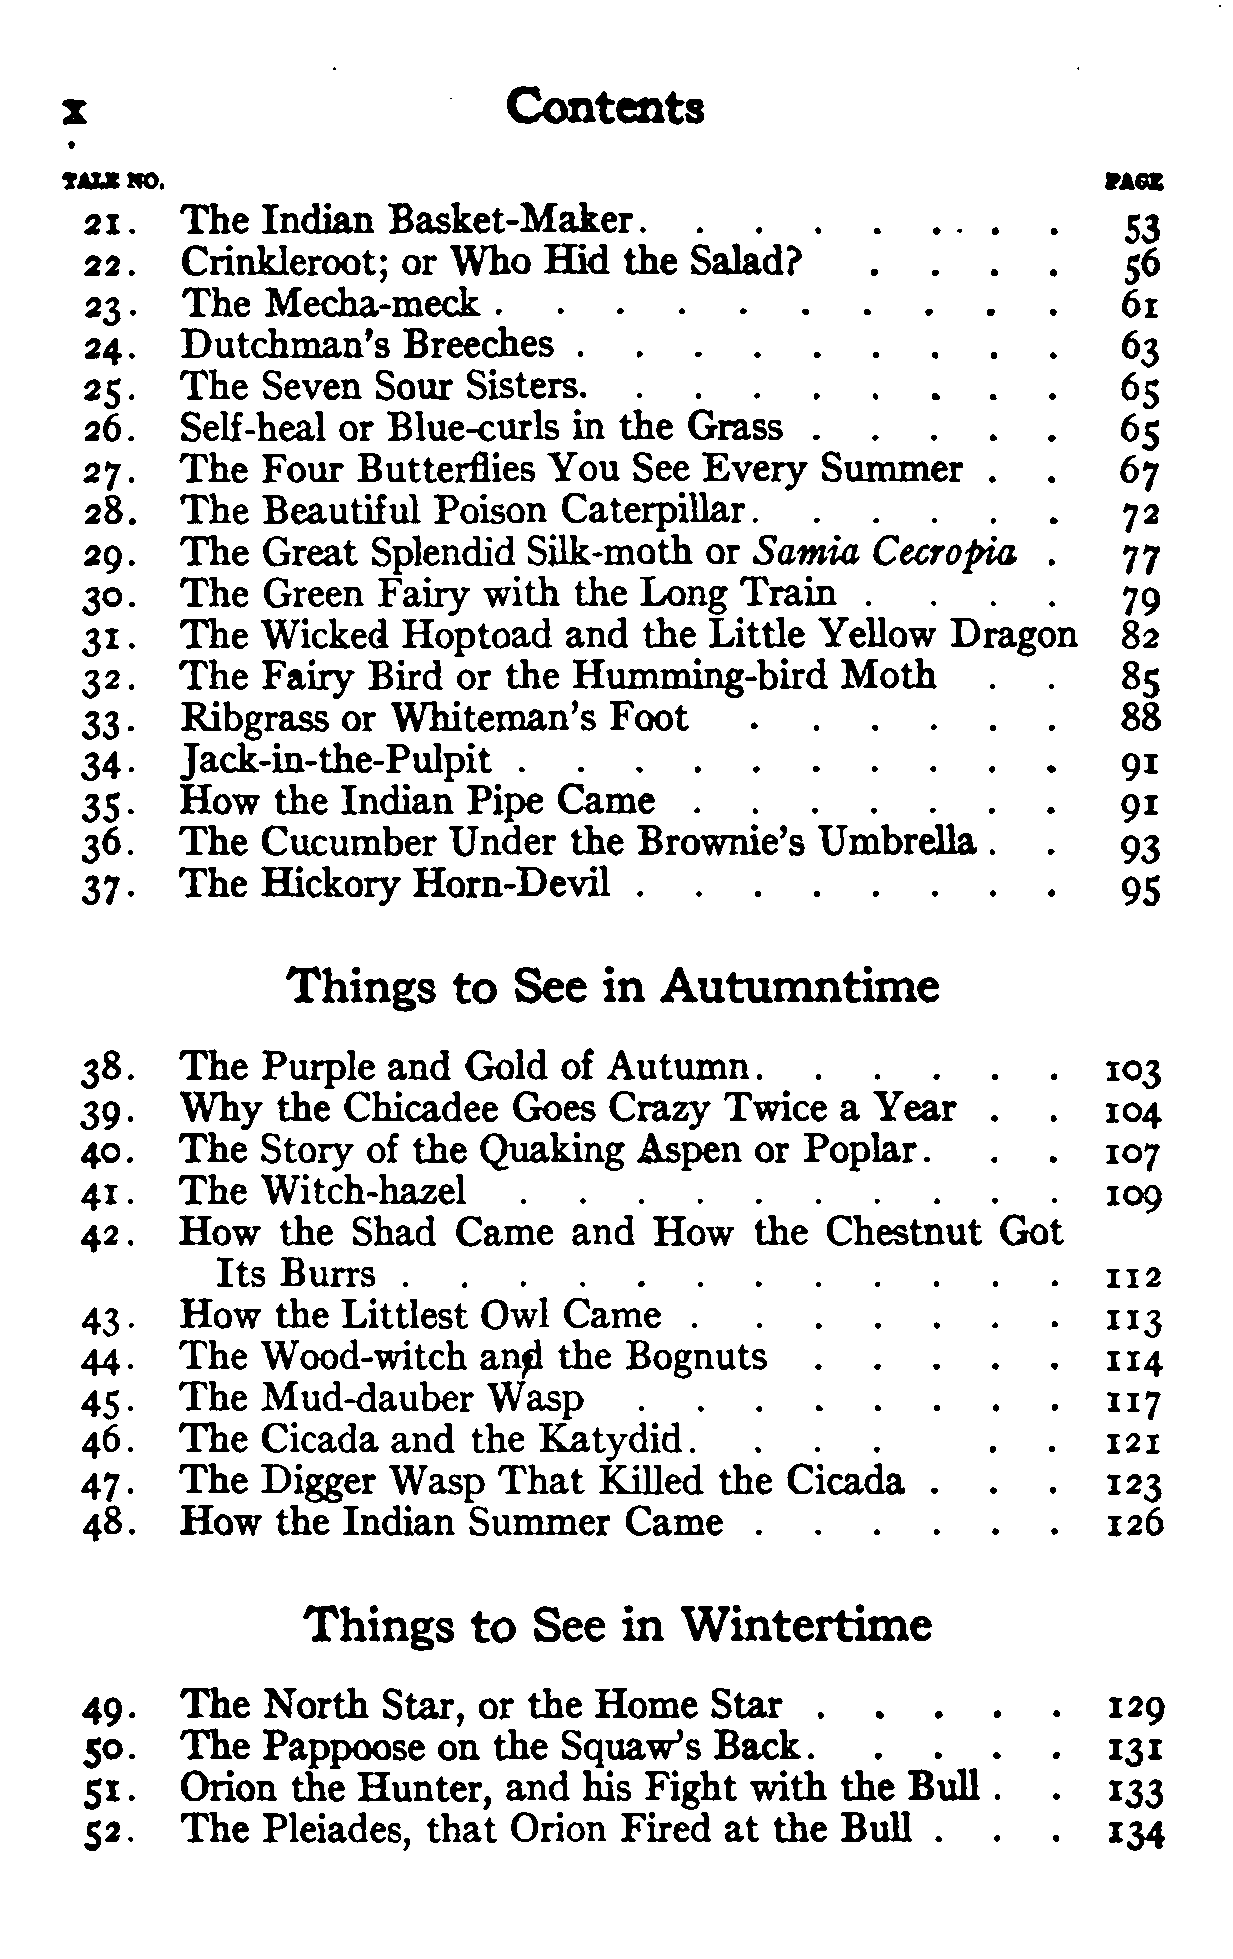 x Contents
TALE NO. PAGE
21. The Indian Basket-Maker. . . . . . . . 53
22. Crinkleroot; or Who Hid the Salad? . . . . 56
23. The Mecha-meck . . . . . . . . . . 61
24. Dutchman's Breeches . . . . . . . . . 63
25. The Seven Sour Sisters. . . . . . . . . 65
26. Self-heal or Blue-curls in the Grass . . . . . 65
27. The Four Butterflies You See Every Summer . . 67
28. The Beautiful Poison Caterpillar. . . . . . 72
29. The Great Splendid Silk-moth or Samia Cecropia . 77
30. The Green Fairy with the Long Train . . . . 79
31. The Wicked Hoptoad and the Little Yellow Dragon 82
32. The Fairy Bird or the Humming-bird Moth . . 85
33. Ribgrass or Whiteman's Foot . . . . . . 88
34. Jack-in-the-Pulpit . . . . . . . . . . 91
35. How the Indian Pipe Came . . . . . . . 91
36. The Cucumber Under the Brownie's Umbrella . . 93
37. The Hickory Horn-Devil . . . . . . . . 95
Things to See in Autumntime
38. The Purple and Gold of Autumn. . . . . . 103
39. Why the Chicadee Goes Crazy Twice a Year . . 104
40. The Story of the Quaking Aspen or Poplar. . . 107
41. The Witch-hazel . . . . . . . . . . 109
42. How the Shad Came and How the Chestnut Got
Its Burrs . . . . . . . . . . . . 112
43. How the Littlest Owl Came . . . . . . . 113
44. The Wood-witch and the Bognuts . . . . . 114
45. The Mud-dauber Wasp . . . . . . . . 117
46. The Cicada and the Katydid. . . . . . 121
47. The Digger Wasp That Killed the Cicada . . . 123
48. How the Indian Summer Came . . . . . . 126
Things to See in Wintertime
49. The North Star, or the Home Star . . . . . 129
50. The Pappoose on the Squaw's Back. . . . . 131
51. Orion the Hunter, and his Fight with the Bull . . 133
52. The Pleiades, that Orion Fired at the Bull . . . 134